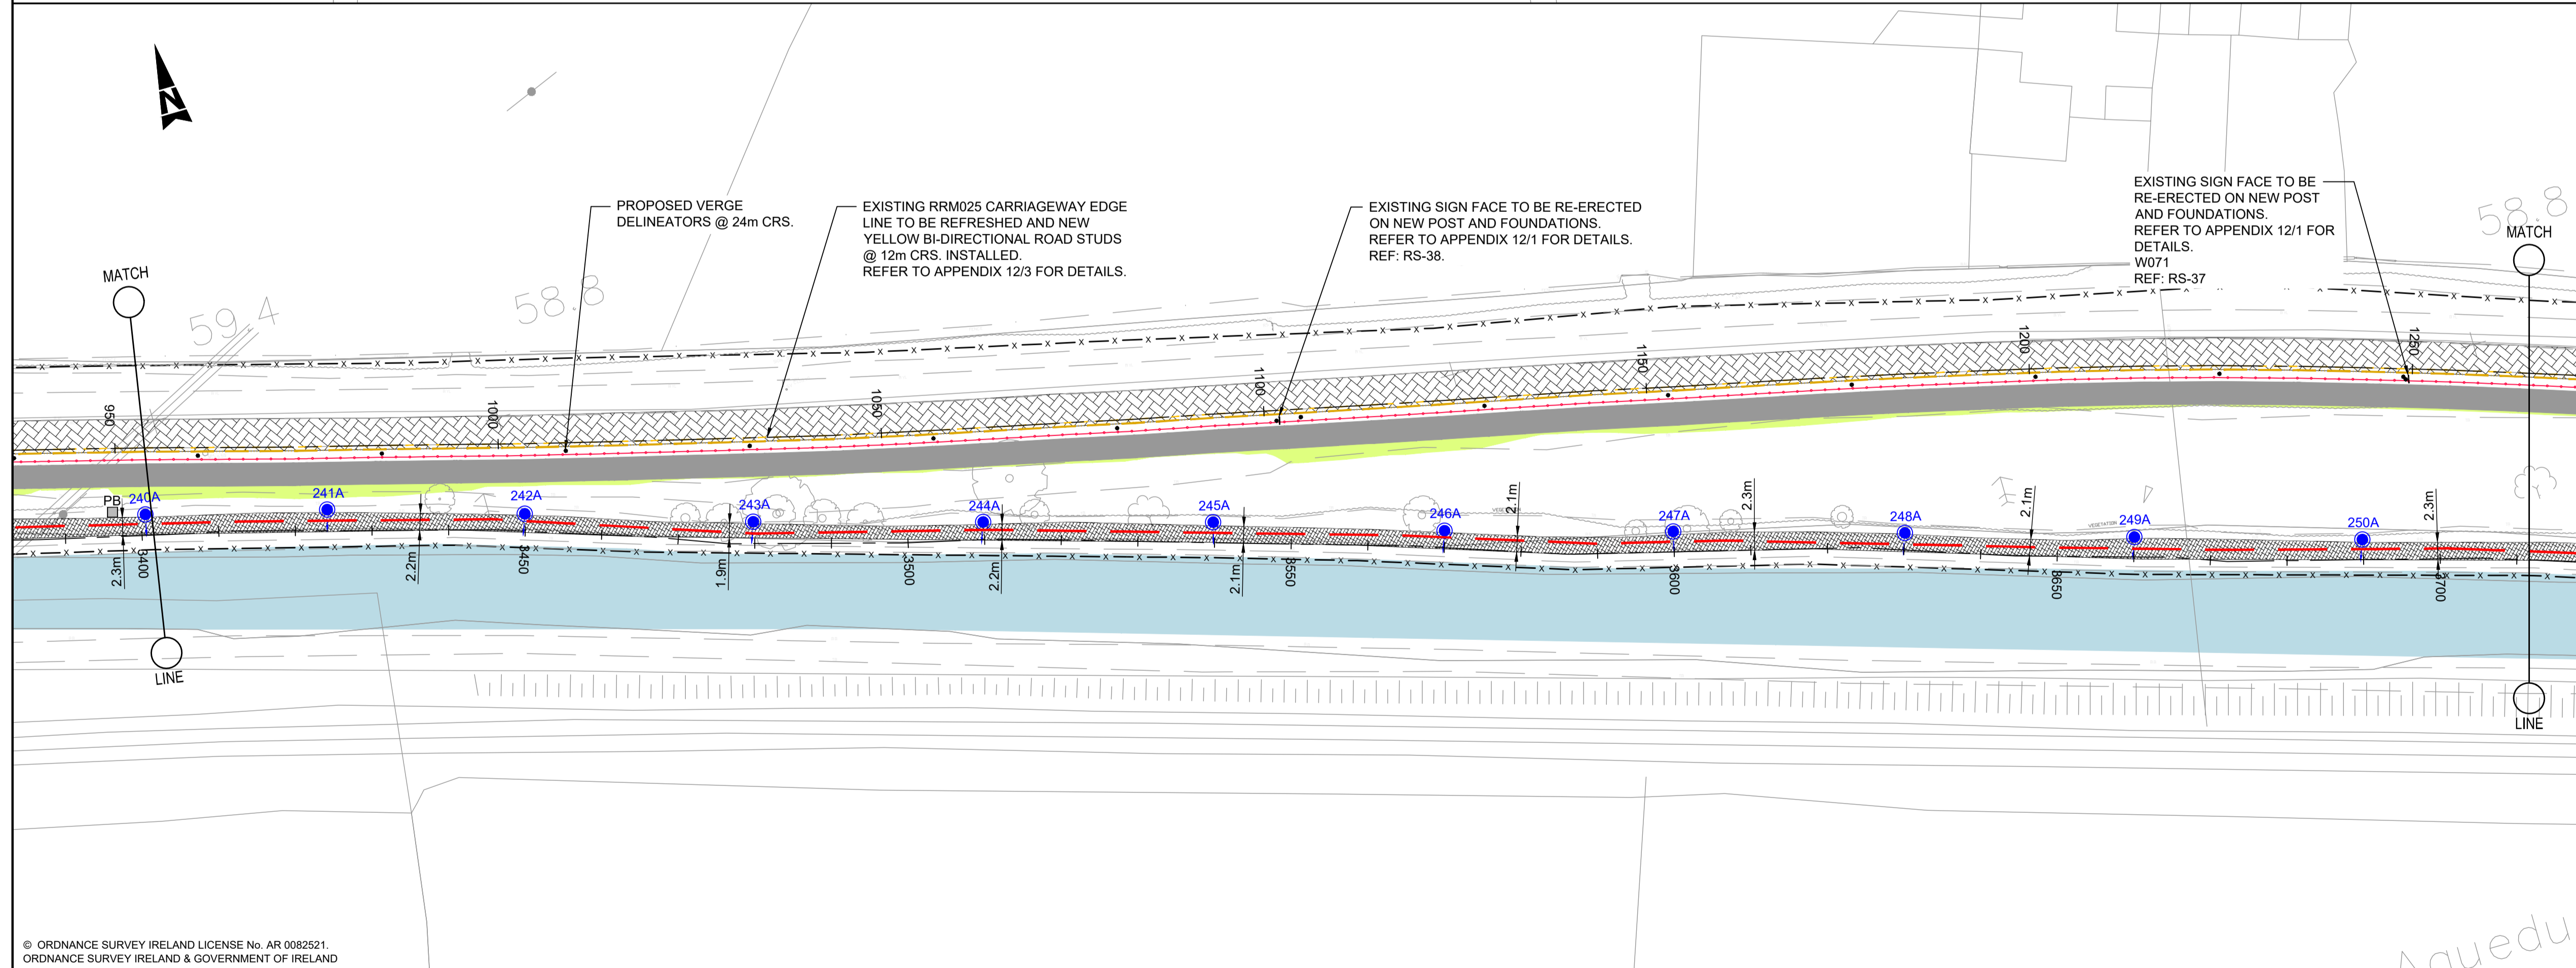 N
59.4
58.8
PROPOSED VERGE
DELINEATORS @ 24m CRS.
EXISTING RRM025 CARRIAGEWAY EDGE
LINE TO BE REFRESHED AND NEW
YELLOW BI-DIRECTIONAL ROAD STUDS
@ 12m CRS. INSTALLED.
REFER TO APPENDIX 12/3 FOR DETAILS.
EXISTING SIGN FACE TO BE RE-ERECTED
ON NEW POST AND FOUNDATIONS.
REFER TO APPENDIX 12/1 FOR DETAILS.
REF: RS-38.
EXISTING SIGN FACE TO BE
RE-ERECTED ON NEW POST
AND FOUNDATIONS.
REFER TO APPENDIX 12/1 FOR
DETAILS.
W071
REF: RS-37
58.8
MATCH
MATCH
950
1000
1050
1100
1150
1200
1250
PB
240A
241A
242A
243A
244A
245A
246A
247A
248A
249A
250A
VEGETATION
2.3m
3400
2.2m
3450
1.9m
3500
2.2m
2.1m
3550
2.1m
3600
2.3m
2.1m
3650
2.3m
3700
LINE
LINE
Aquedu
© ORDNANCE SURVEY IRELAND LICENSE No. AR 0082521.
ORDNANCE SURVEY IRELAND & GOVERNMENT OF IRELAND